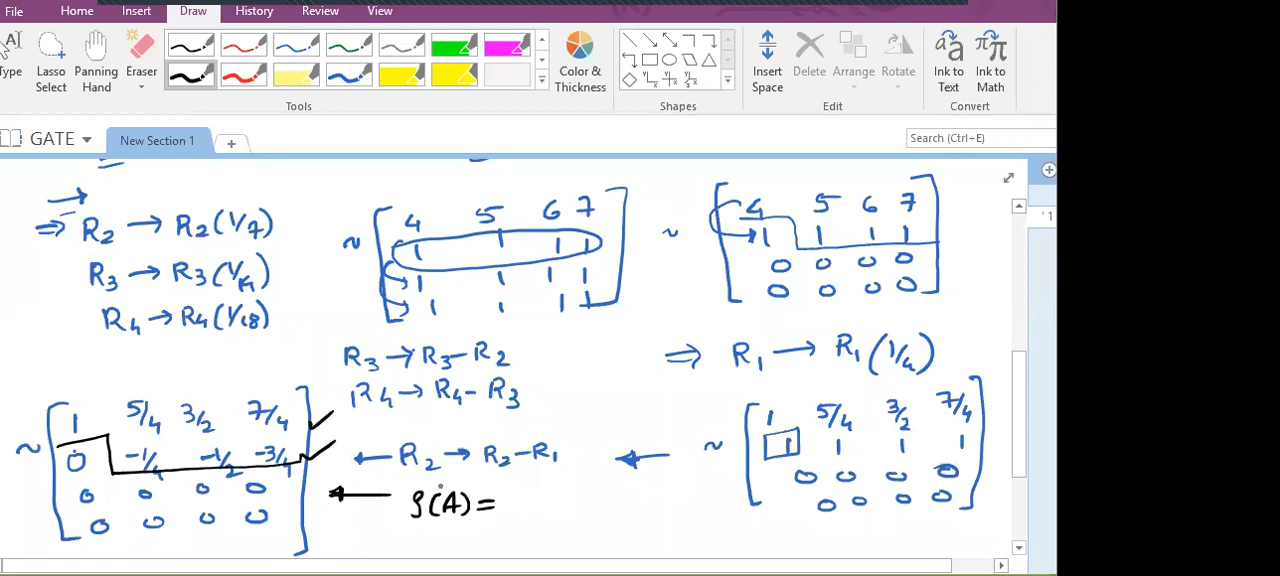 File Home Insert Draw History Review View
Type Lasso Select Panning Hand Eraser Color & Thickness Insert Space Delete Arrange Rotate Ink to Text Ink to Math
Tools Shapes Edit Convert
GATE New Section 1 Search (Ctrl+E)
⇒ R2 → R2(1/7)
R3 → R3(1/
R4 → R4(1/18)
~ [ 4 5 6 7
1 1 1 1
1 1 1 1
1 1 1 1 ]
~ [ 4 5 6 7
1 1 1 1
0 0 0 0
0 0 0 0 ]
R3 → R3 - R2
R4 → R4 - R3
⇒ R1 → R1 (1/4)
~ [ 1 5/4 3/2 7/4
1 1 1 1
0 0 0 0
0 0 0 0 ]
← R2 → R2 - R1 ←
~ [ 1 5/4 3/2 7/4
0 -1/4 -1/2 -3/4
0 0 0 0
0 0 0 0 ]
← ρ(A) =